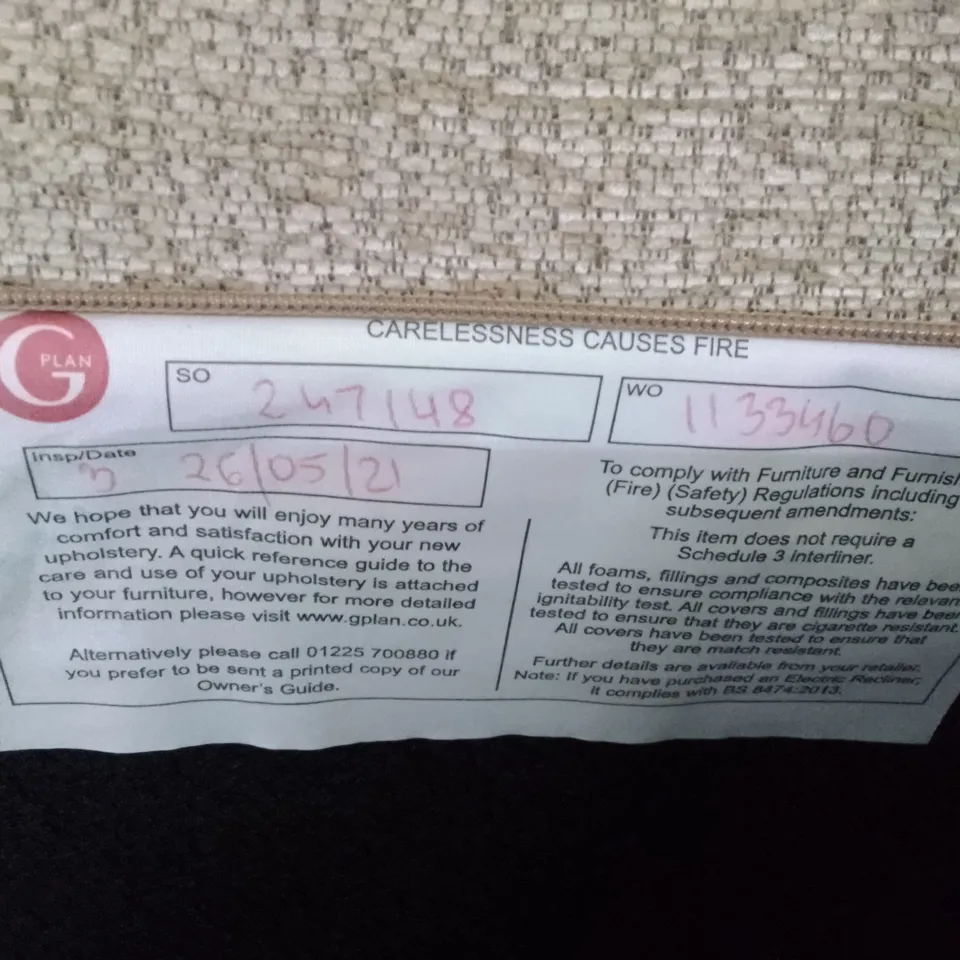 G PLAN
CARELESSNESS CAUSES FIRE
SO 247148
WO 1133460
Insp/Date 26/05/21
We hope that you will enjoy many years of
comfort and satisfaction with your new
upholstery. A quick reference guide to the
care and use of your upholstery is attached
to your furniture, however for more detailed
information please visit www.gplan.co.uk.
Alternatively please call 01225 700880 if
you prefer to be sent a printed copy of our
Owner's Guide.
To comply with Furniture and Furnish
(Fire) (Safety) Regulations including
subsequent amendments:
This item does not require a
Schedule 3 interliner.
All foams, fillings and composites have bee
tested to ensure compliance with the relevan
ignitability test. All covers and fillings have been
tested to ensure that they are cigarette resistant.
All covers have been tested to ensure that
they are match resistant.
Further details are available from your retailer.
Note: If you have purchased an Electric Recliner,
it complies with BS 8474:2013.